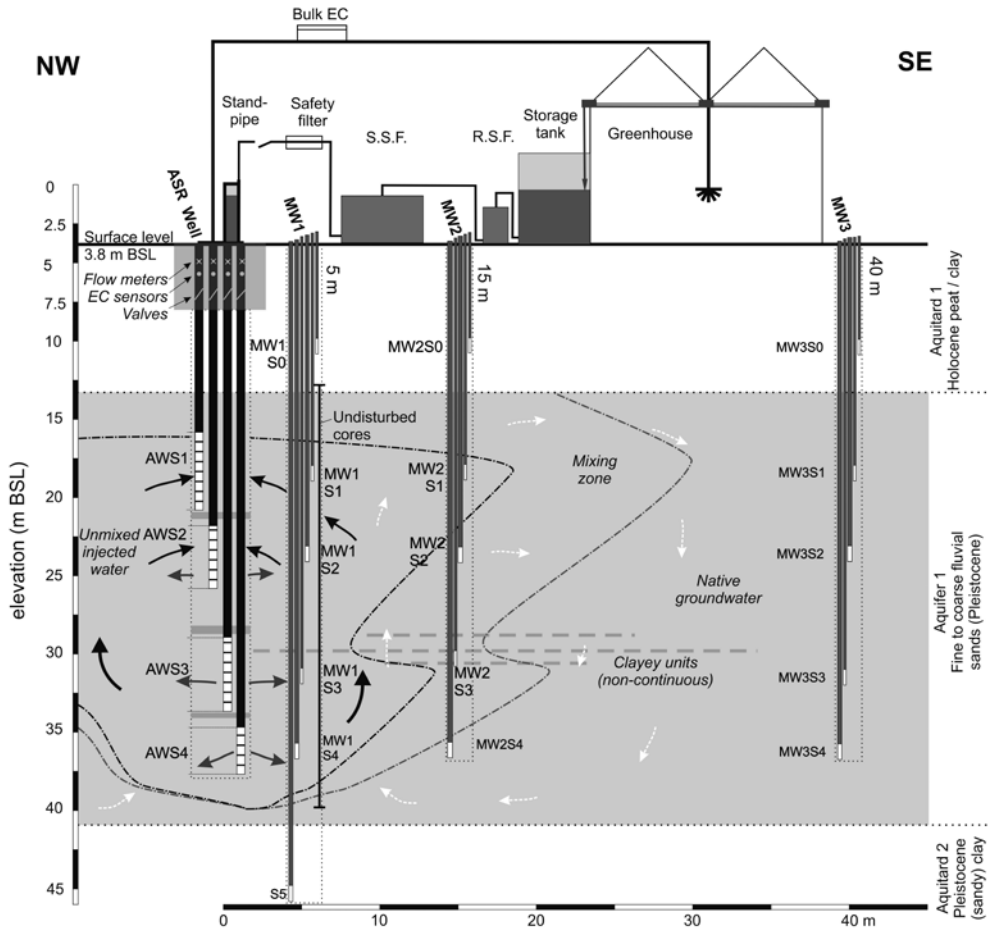 Bulk EC
NW
SE
Stand-
pipe
Safety
filter
S.S.F.
R.S.F.
Storage
tank
Greenhouse
ASR Well
MW1
MW2
MW3
0
2.5
5
7.5
10
15
20
25
30
35
40
45
elevation (m BSL)
Surface level
3.8 m BSL
Flow meters
EC sensors
Valves
5 m
15 m
40 m
MW1
S0
MW2S0
MW3S0
Undisturbed
cores
AWS1
MW1
S1
MW2
S1
Mixing
zone
MW3S1
Unmixed
injected
water
AWS2
MW1
S2
MW2
S2
MW3S2
Native
groundwater
AWS3
MW1
S3
MW2
S3
Clayey units
(non-continuous)
MW3S3
AWS4
MW1
S4
MW2S4
MW3S4
S5
Aquitard 1
Holocene peat / clay
Aquifer 1
Fine to coarse fluvial
sands (Pleistocene)
Aquitard 2
Pleistocene
(sandy) clay
0
10
20
30
40 m